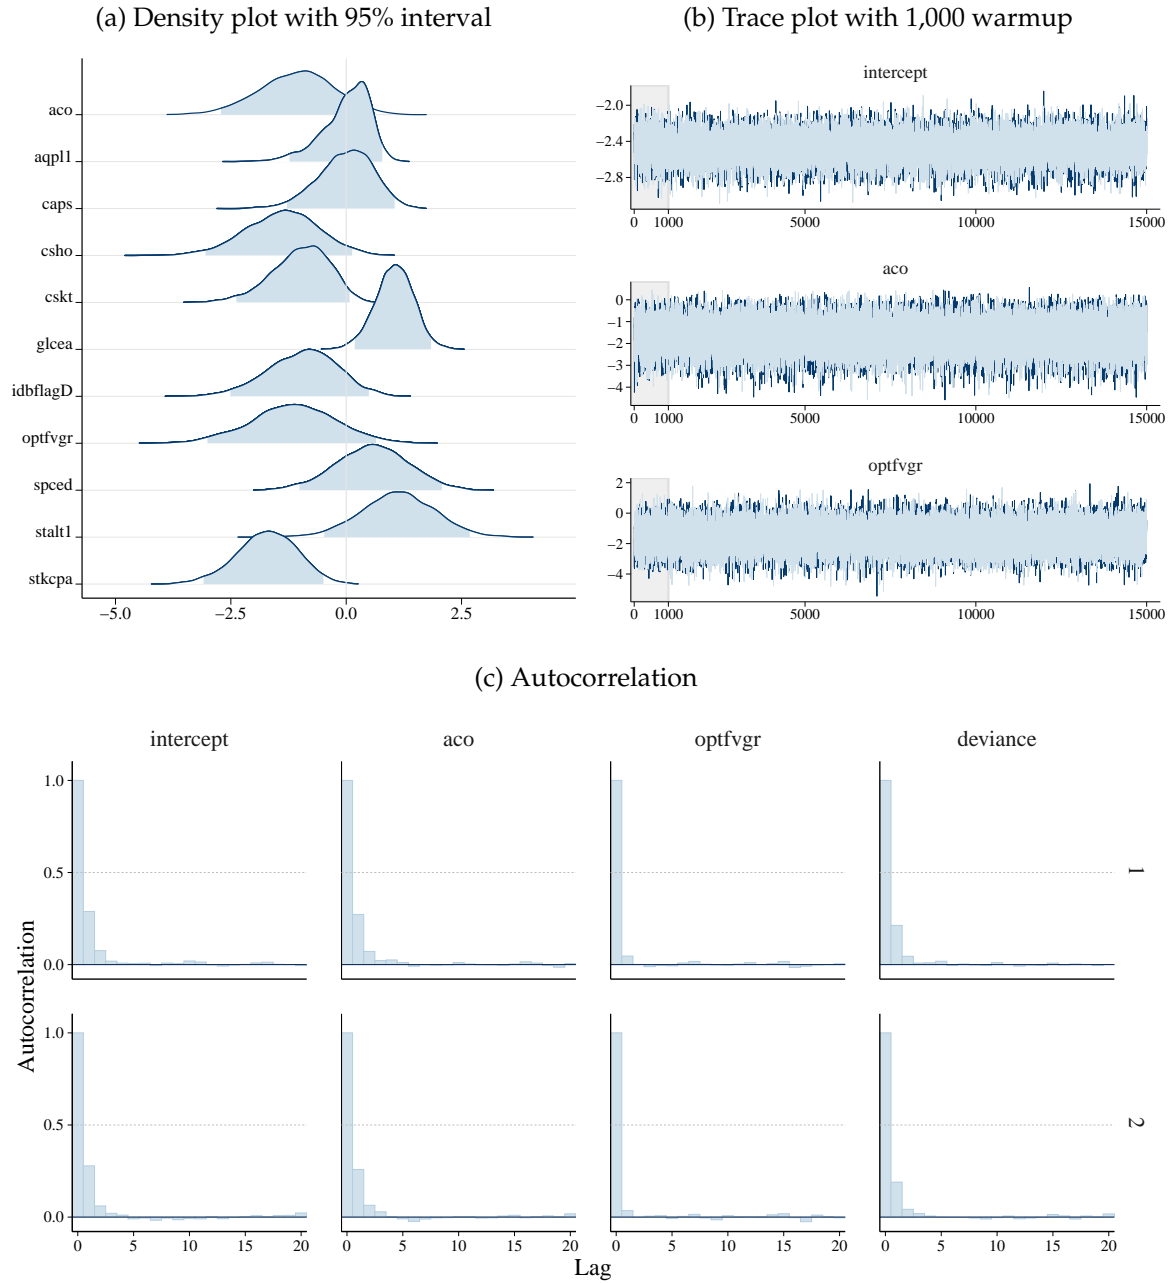 (a) Density plot with 95% interval
aco
aqpl1
caps
csho
cskt
glcea
idbflagD
optfvgr
spced
stalt1
stkcpa
−5.0 −2.5 0.0 2.5
(b) Trace plot with 1,000 warmup
intercept
−2.0
−2.4
−2.8
0 1000 5000 10000 15000
aco
0
−1
−2
−3
−4
0 1000 5000 10000 15000
optfvgr
2
0
−2
−4
0 1000 5000 10000 15000
(c) Autocorrelation
intercept aco optfvgr deviance
Autocorrelation
1.0
0.5
0.0
1
1.0
0.5
0.0
2
0 5 10 15 20 0 5 10 15 20 0 5 10 15 20 0 5 10 15 20
Lag